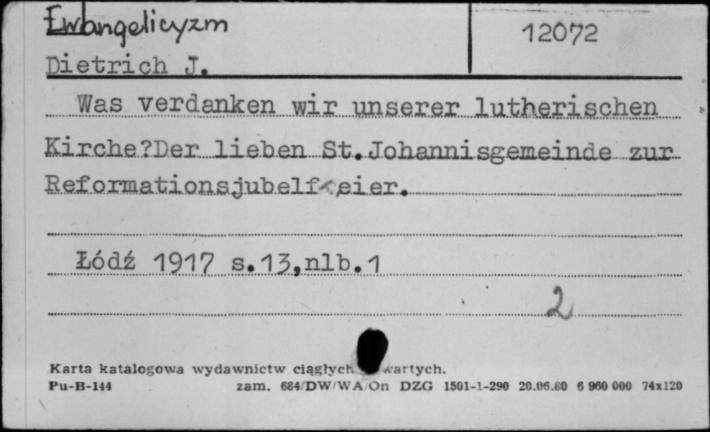 Ewangelicyzm
12072
Dietrich J.
Was verdanken wir unserer lutherischen
Kirche?Der lieben St.Johannisgemeinde zur
Reformationsjubelfeier.
Łódź 1917 s.13,nlb.1
2
Karta katalogowa wydawnictw ciągłych wartych.
Pu-B-144 zam. 684/DW/WA/On DZG 1501-1-290 20.06.80 6 960 000 74x120